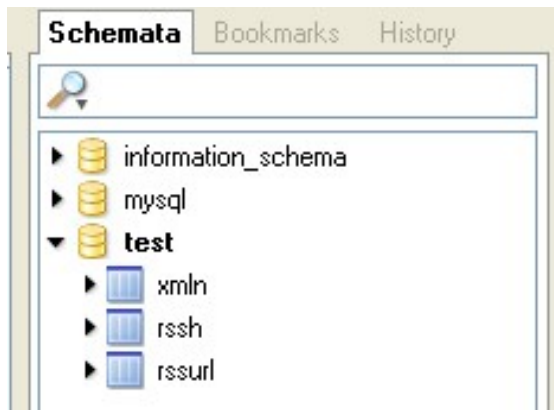 Schemata Bookmarks History
information_schema
mysql
test
xmln
rssh
rssurl